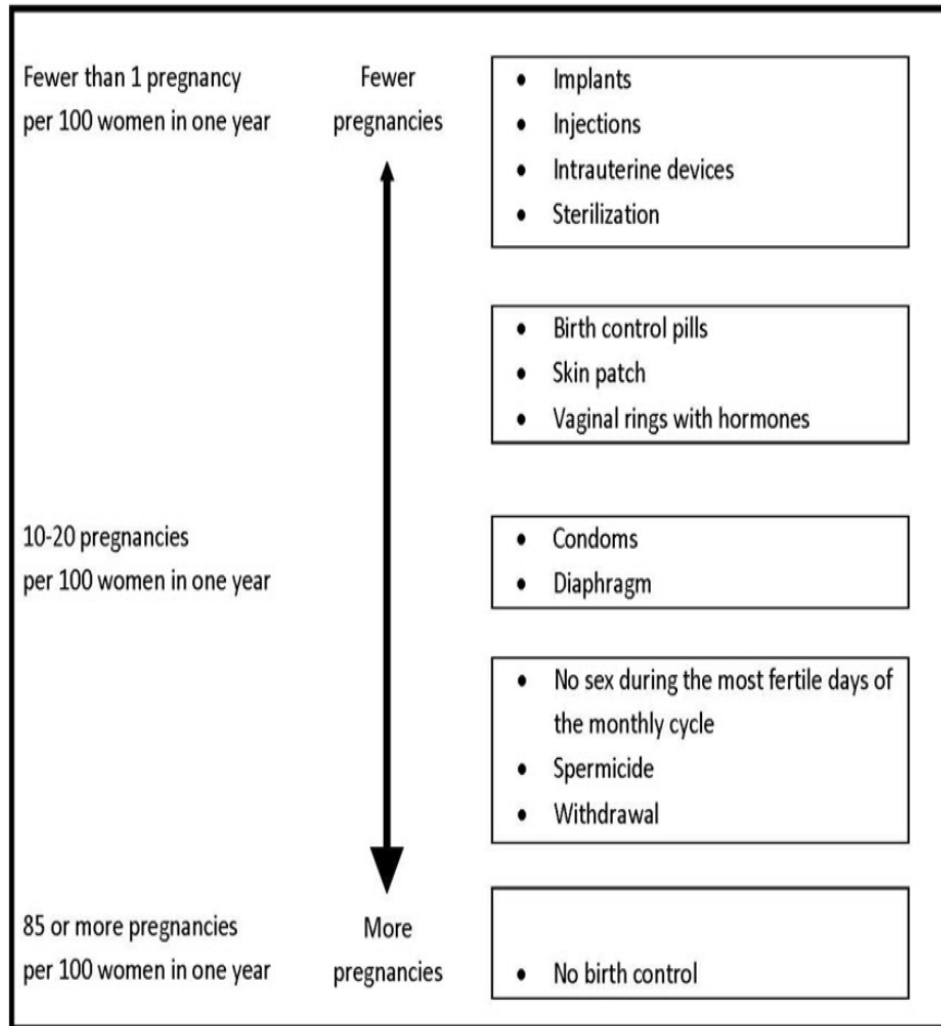 Fewer than 1 pregnancy
per 100 women in one year
Fewer
pregnancies
• Implants
• Injections
• Intrauterine devices
• Sterilization
• Birth control pills
• Skin patch
• Vaginal rings with hormones
10-20 pregnancies
per 100 women in one year
• Condoms
• Diaphragm
• No sex during the most fertile days of
the monthly cycle
• Spermicide
• Withdrawal
85 or more pregnancies
per 100 women in one year
More
pregnancies
• No birth control